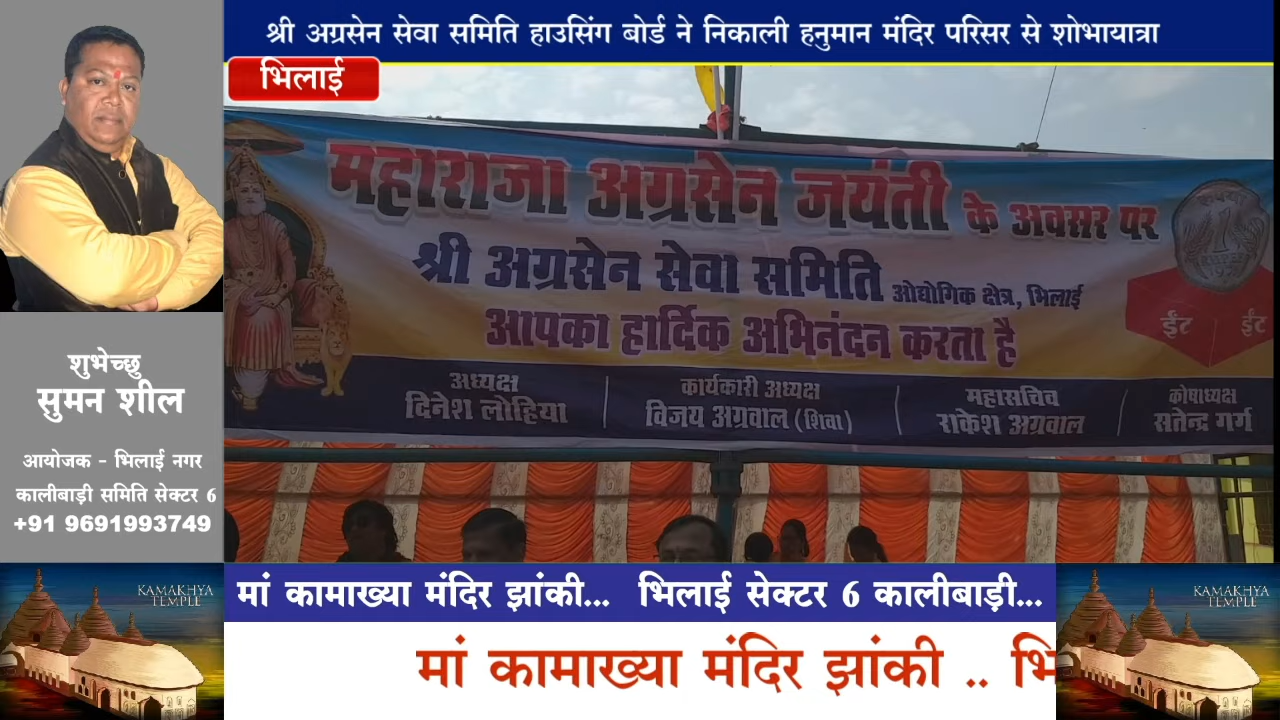 श्री अग्रसेन सेवा समिति हाउसिंग बोर्ड ने निकाली हनुमान मंदिर परिसर से शोभायात्रा
भिलाई
महाराजा अग्रसेन जयंती के अवसर पर
श्री अग्रसेन सेवा समिति औद्योगिक क्षेत्र, भिलाई
आपका हार्दिक अभिनंदन करता है
1
ईंट ईंट
अध्यक्ष
दिनेश लोहिया
कार्यकारी अध्यक्ष
विजय अग्रवाल (शिवा)
महासचिव
राकेश अग्रवाल
कोषाध्यक्ष
सतेन्द्र गर्ग
शुभेच्छु
सुमन शील
आयोजक - भिलाई नगर
कालीबाड़ी समिति सेक्टर 6
+91 9691993749
KAMAKHYA
TEMPLE
मां कामाख्या मंदिर झांकी... भिलाई सेक्टर 6 कालीबाड़ी...
KAMAKHYA
TEMPLE
मां कामाख्या मंदिर झांकी .. भि